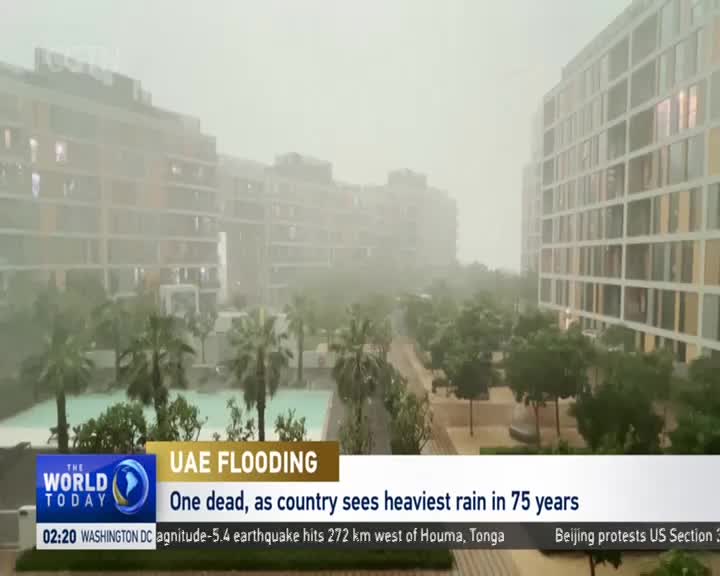 CGTN
UAE FLOODING
THE
WORLD
TODAY
One dead, as country sees heaviest rain in 75 years
02:20 WASHINGTON DC agnitude-5.4 earthquake hits 272 km west of Houma, Tonga Beijing protests US Section 3